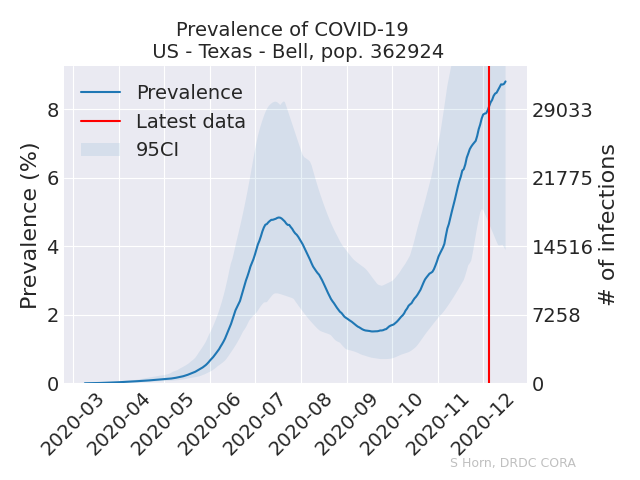 Prevalence of COVID-19
US - Texas - Bell, pop. 362924
Prevalence
Latest data
95CI
Prevalence (%)
8
6
4
2
0
29033
21775
14516
7258
0
# of infections
2020-03
2020-04
2020-05
2020-06
2020-07
2020-08
2020-09
2020-10
2020-11
2020-12
S Horn, DRDC CORA